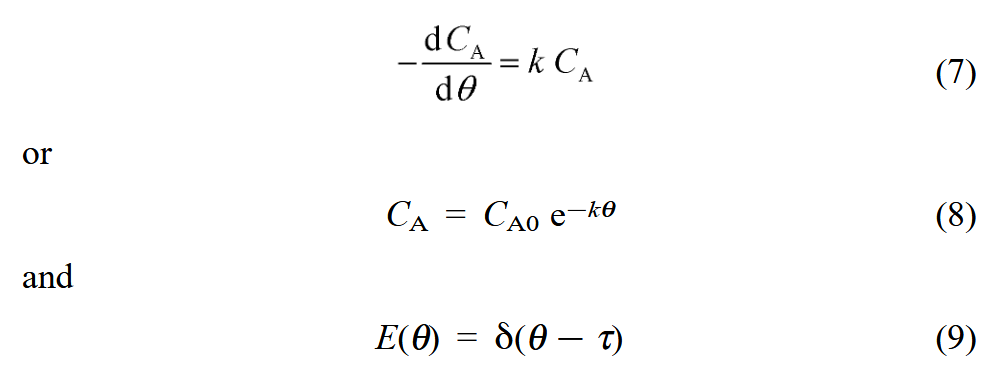 −dC_A/dθ = k C_A (7)
or
C_A = C_A0 e^−kθ (8)
and
E(θ) = δ(θ − τ) (9)